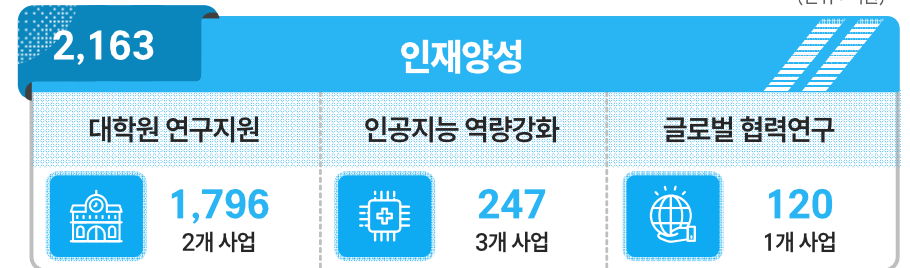 2,163
인재양성
대학원 연구지원
인공지능 역량강화
글로벌 협력연구
1,796
2개 사업
247
3개 사업
120
1개 사업